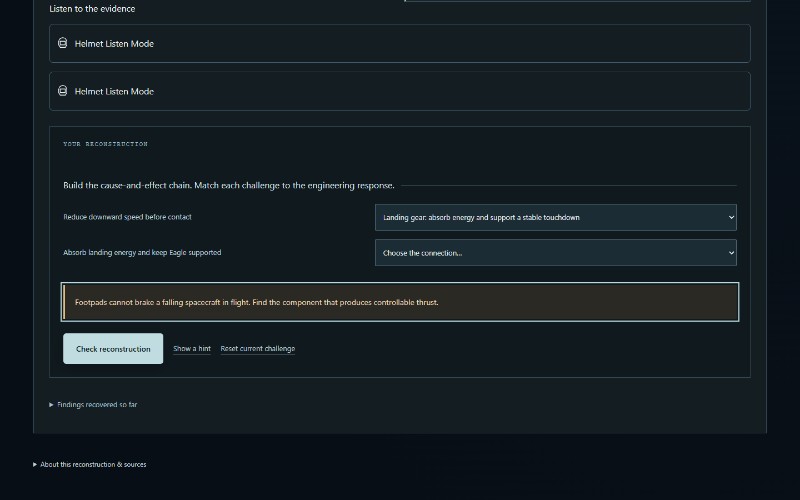 Listen to the evidence
Helmet Listen Mode
Helmet Listen Mode
YOUR RECONSTRUCTION
Build the cause-and-effect chain. Match each challenge to the engineering response.
Reduce downward speed before contact
Landing gear: absorb energy and support a stable touchdown
Absorb landing energy and keep Eagle supported
Choose the connection...
Footpads cannot brake a falling spacecraft in flight. Find the component that produces controllable thrust.
Check reconstruction Show a hint Reset current challenge
Findings recovered so far
About this reconstruction & sources